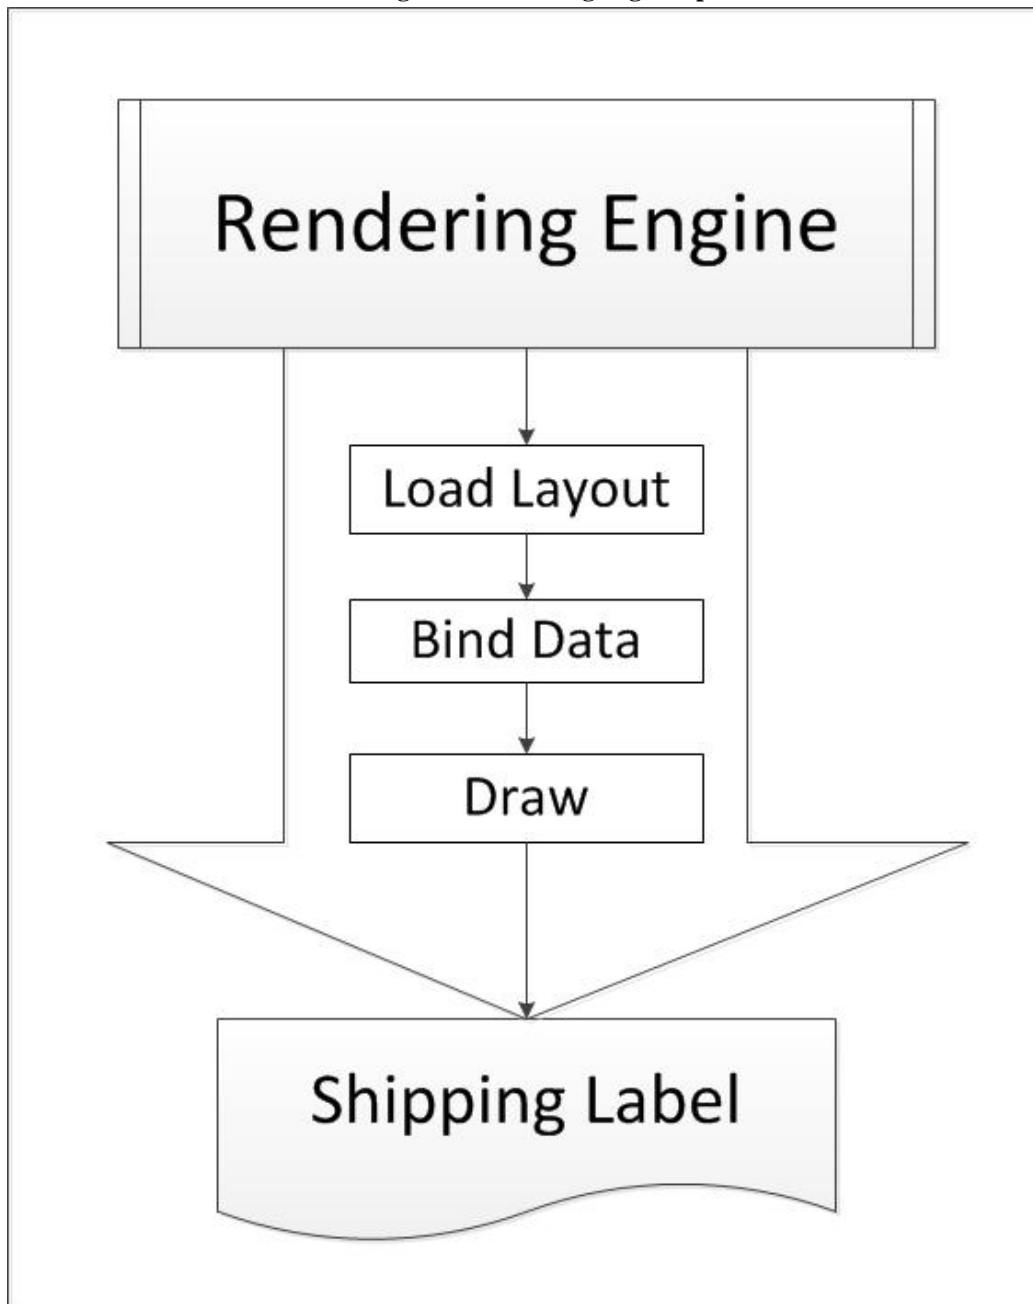 Rendering Engine
Load Layout
Bind Data
Draw
Shipping Label